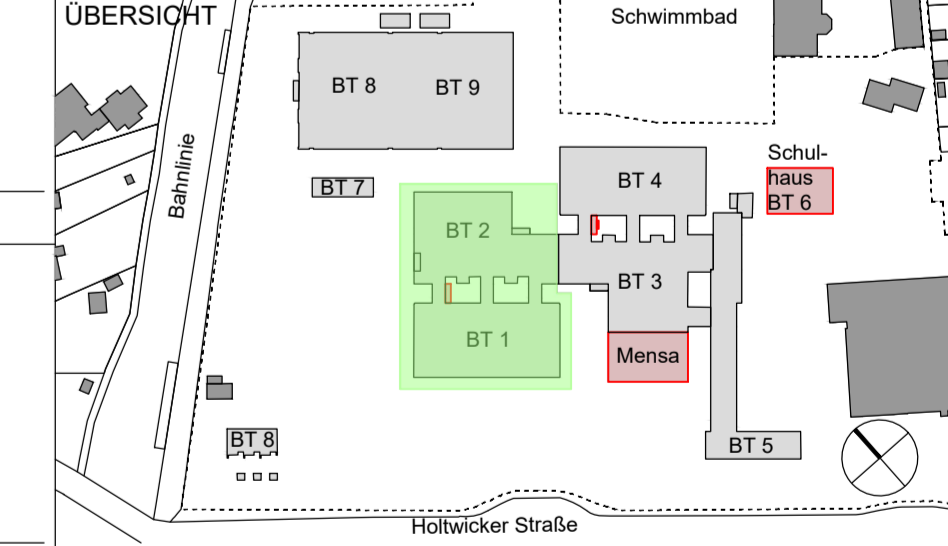 ÜBERSICHT
Schwimmbad
BT 8
BT 9
Bahnlinie
Schul-
haus
BT 6
BT 4
BT 7
BT 2
BT 3
BT 1
Mensa
BT 8
BT 5
Holtwicker Straße